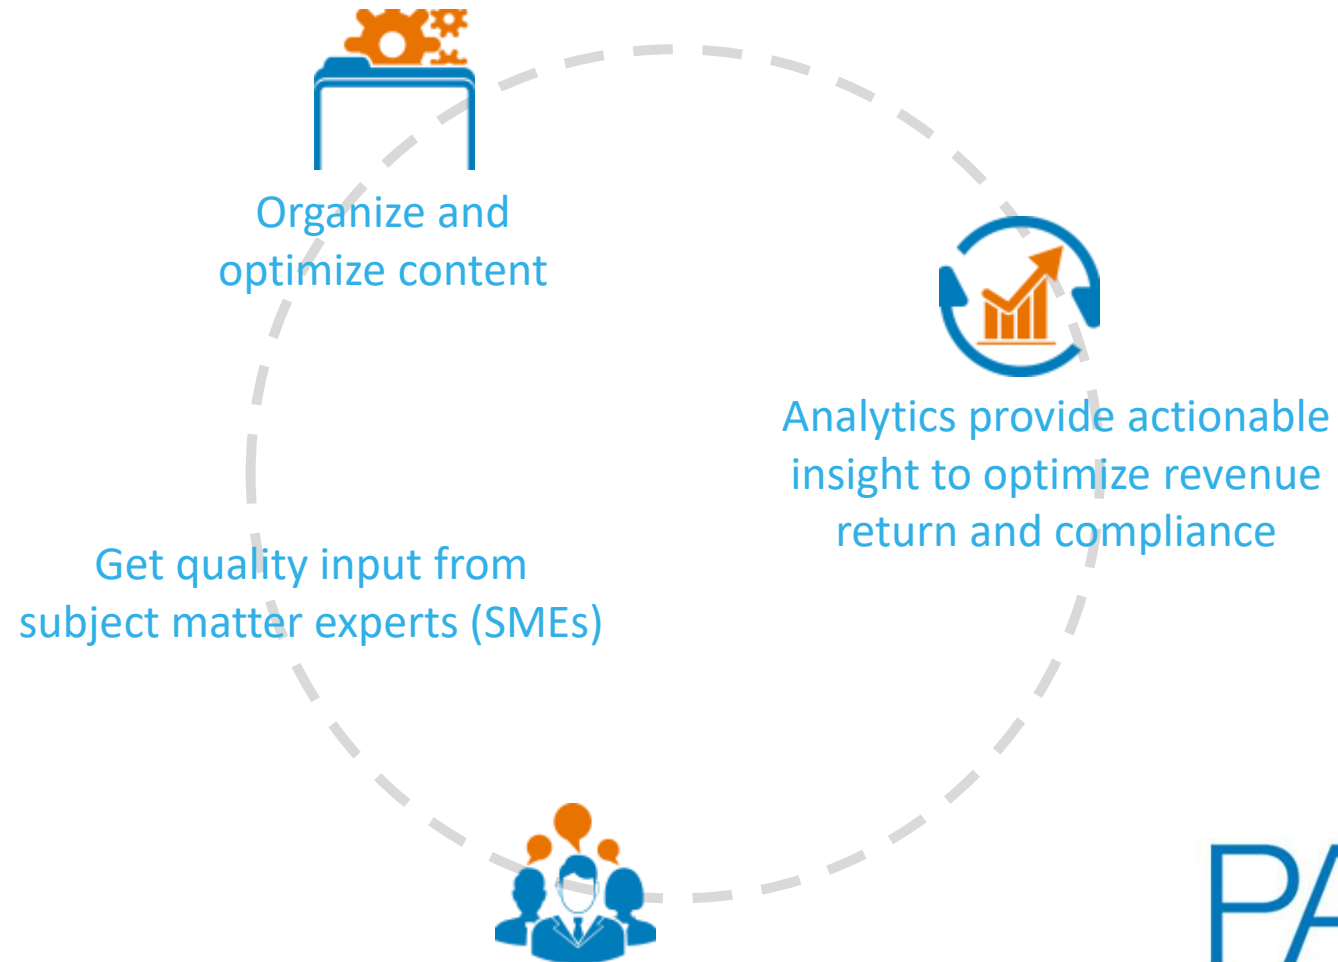 Organize and
optimize content
Analytics provide actionable
insight to optimize revenue
return and compliance
Get quality input from
subject matter experts (SMEs)
PA